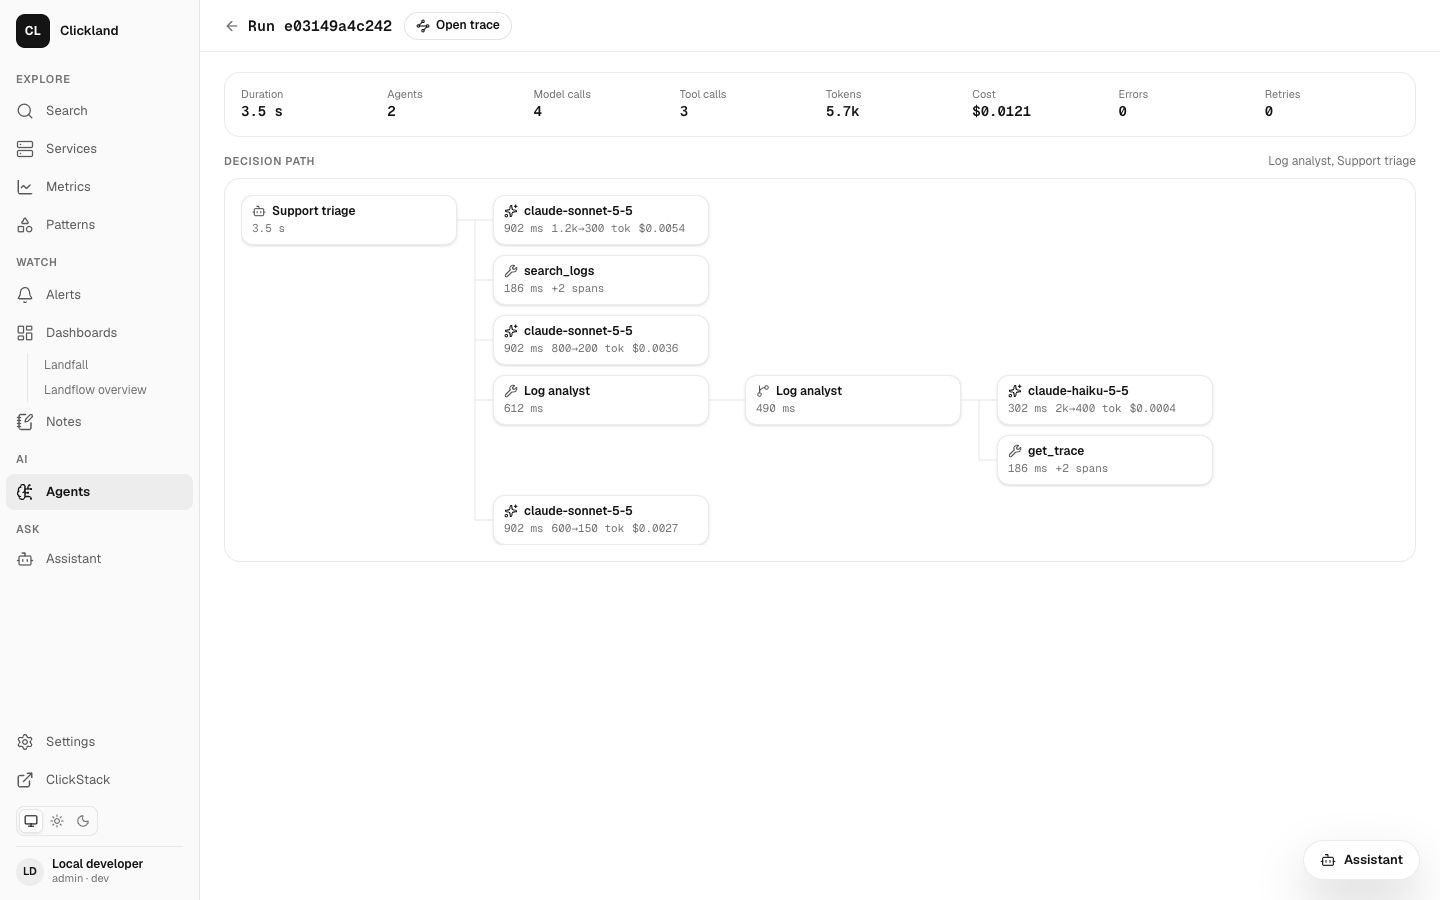 CL Clickland
EXPLORE
Search
Services
Metrics
Patterns
WATCH
Alerts
Dashboards
Landfall
Landflow overview
Notes
AI
Agents
ASK
Assistant
Settings
ClickStack
LD Local developer
admin · dev
Run e03149a4c242 Open trace
Duration Agents Model calls Tool calls Tokens Cost Errors Retries
3.5 s 2 4 3 5.7k $0.0121 0 0
DECISION PATH Log analyst, Support triage
Support triage
3.5 s
claude-sonnet-5-5
902 ms 1.2k→300 tok $0.0054
search_logs
186 ms +2 spans
claude-sonnet-5-5
902 ms 800→200 tok $0.0036
Log analyst
612 ms
Log analyst
490 ms
claude-haiku-5-5
302 ms 2k→400 tok $0.0004
get_trace
186 ms +2 spans
claude-sonnet-5-5
902 ms 600→150 tok $0.0027
Assistant